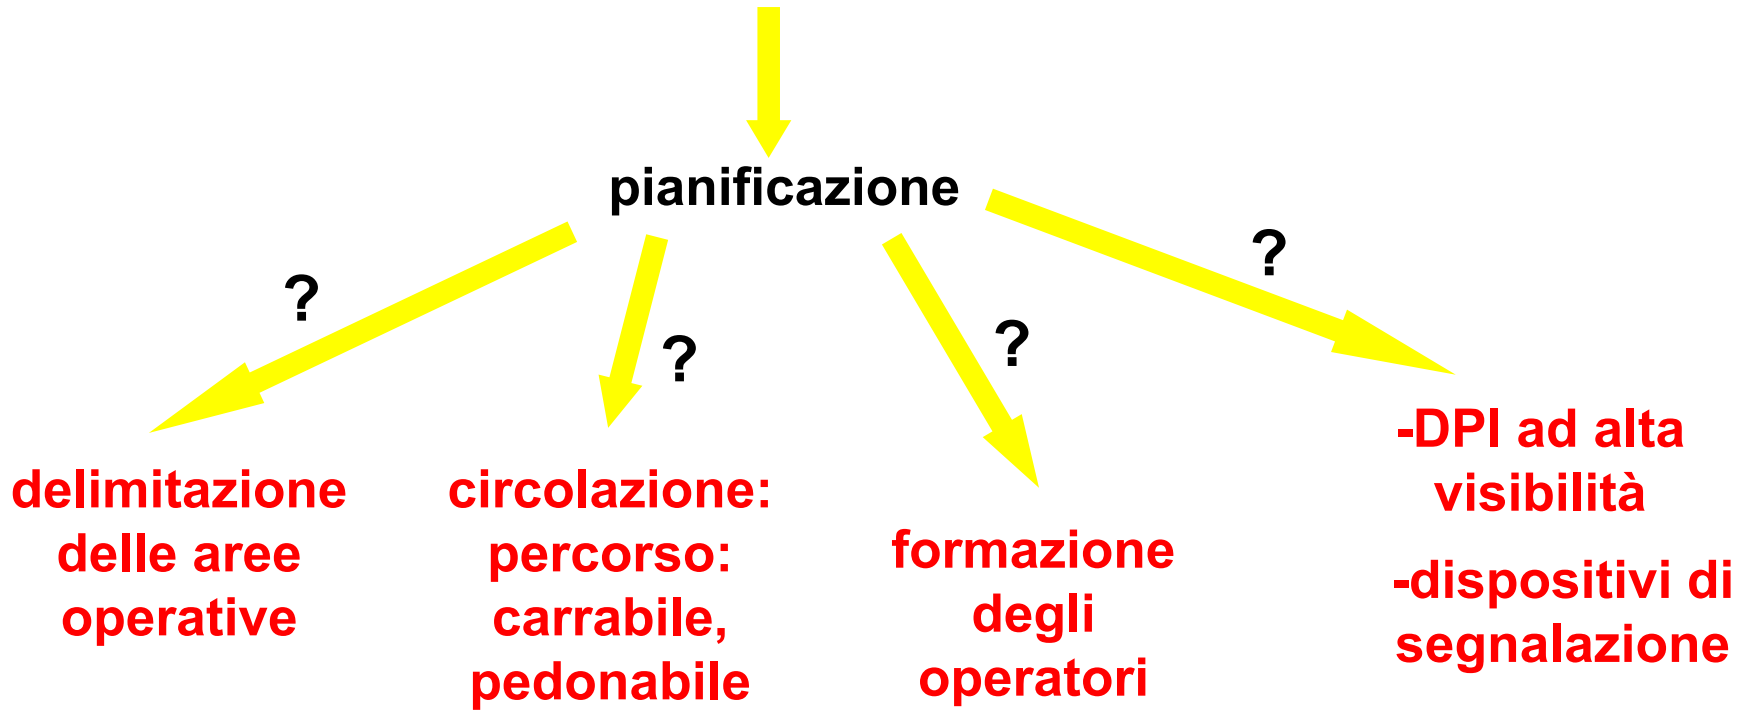 pianificazione
?
?
?
?
delimitazione
delle aree
operative
circolazione:
percorso:
carrabile,
pedonabile
formazione
degli
operatori
-DPI ad alta
visibilità
-dispositivi di
segnalazione